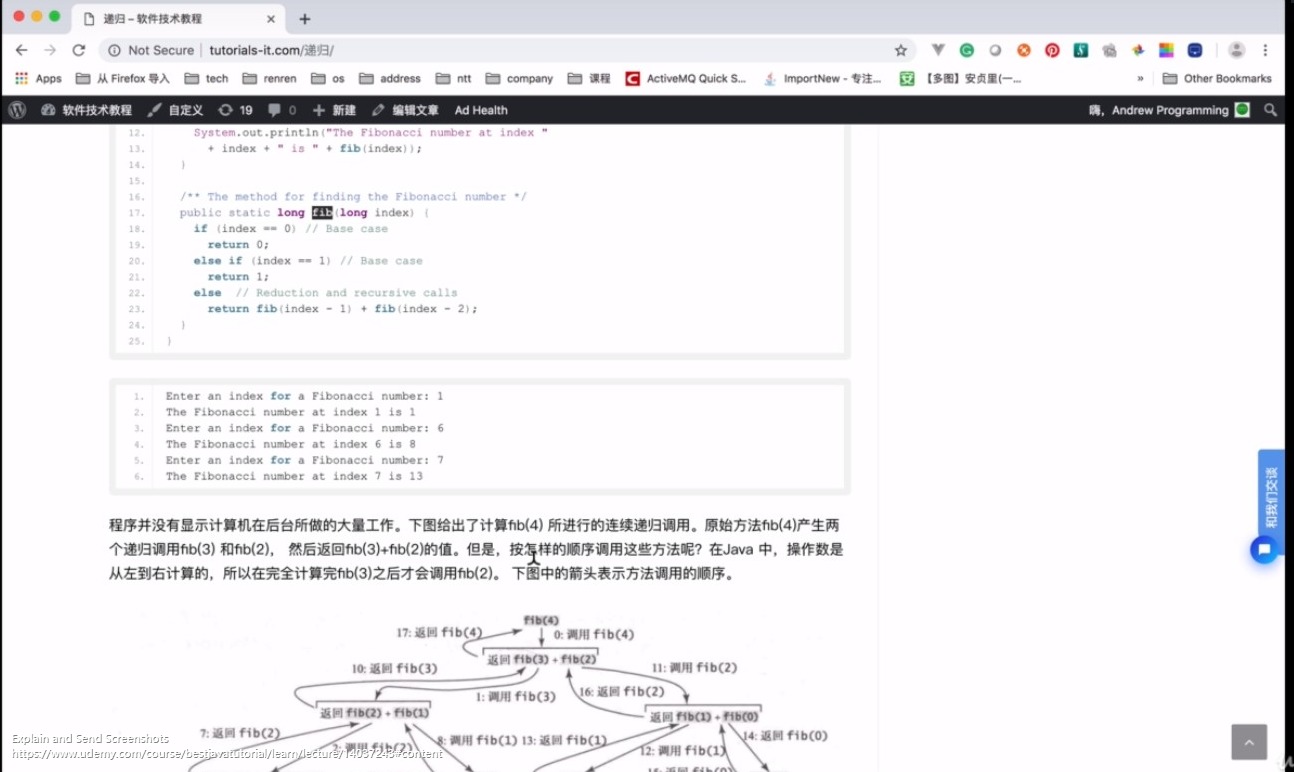 递归 – 软件技术教程
Not Secure | tutorials-it.com/递归/
Apps 从 Firefox 导入 tech renren os address ntt company 课程 ActiveMQ Quick S... ImportNew - 专注... 【多图】安贞里(一... » Other Bookmarks
软件技术教程 自定义 19 0 新建 编辑文章 Ad Health 嗨，Andrew Programming
12. System.out.println("The Fibonacci number at index "
13. + index + " is " + fib(index));
14. }
15.
16. /** The method for finding the Fibonacci number */
17. public static long fib(long index) {
18. if (index == 0) // Base case
19. return 0;
20. else if (index == 1) // Base case
21. return 1;
22. else // Reduction and recursive calls
23. return fib(index - 1) + fib(index - 2);
24. }
25. }
1. Enter an index for a Fibonacci number: 1
2. The Fibonacci number at index 1 is 1
3. Enter an index for a Fibonacci number: 6
4. The Fibonacci number at index 6 is 8
5. Enter an index for a Fibonacci number: 7
6. The Fibonacci number at index 7 is 13
和我们交谈
程序并没有显示计算机在后台所做的大量工作。下图给出了计算fib(4) 所进行的连续递归调用。原始方法fib(4)产生两
个递归调用fib(3) 和fib(2)， 然后返回fib(3)+fib(2)的值。但是，按怎样的顺序调用这些方法呢？在Java 中，操作数是
从左到右计算的，所以在完全计算完fib(3)之后才会调用fib(2)。 下图中的箭头表示方法调用的顺序。
fib(4)
17: 返回 fib(4) 0: 调用 fib(4)
返回 fib(3) + fib(2)
10: 返回 fib(3) 11: 调用 fib(2)
1: 调用 fib(3) 16: 返回 fib(2)
返回 fib(2) + fib(1) 返回 fib(1) + fib(0)
7: 返回 fib(2) 8: 调用 fib(1) 13: 返回 fib(1) 14: 返回 fib(0)
2: 调用 fib(2) 12: 调用 fib(1)
Explain and Send Screenshots
https://www.udemy.com/course/bestjavatutorial/learn/lecture/14037243#content